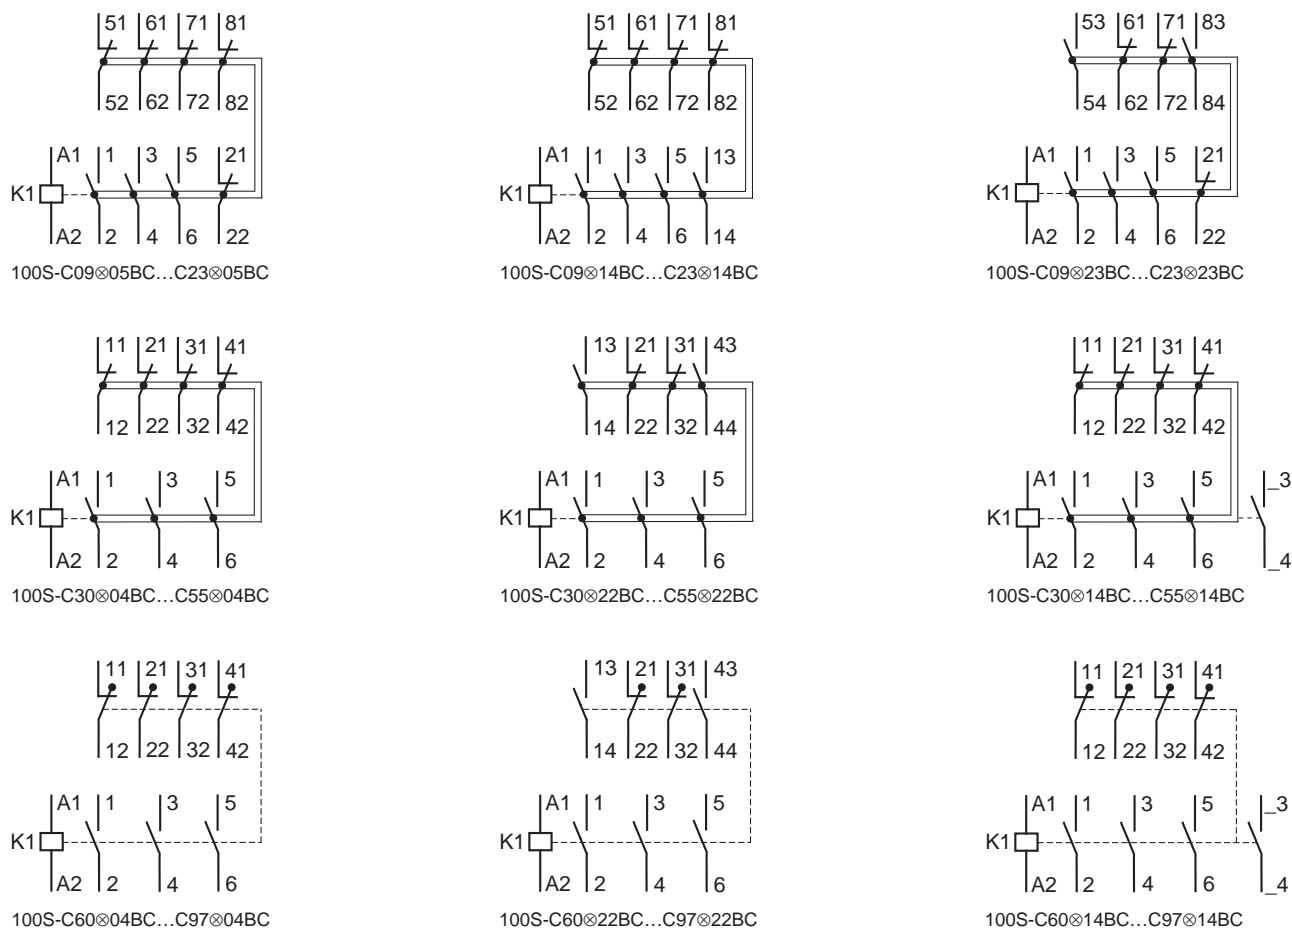 51 61 71 81
52 62 72 82
A1 1 3 5 21
K1
A2 2 4 6 22
100S-C09⊗05BC…C23⊗05BC
51 61 71 81
52 62 72 82
A1 1 3 5 13
K1
A2 2 4 6 14
100S-C09⊗14BC…C23⊗14BC
53 61 71 83
54 62 72 84
A1 1 3 5 21
K1
A2 2 4 6 22
100S-C09⊗23BC…C23⊗23BC
11 21 31 41
12 22 32 42
A1 1 3 5
K1
A2 2 4 6
100S-C30⊗04BC…C55⊗04BC
13 21 31 43
14 22 32 44
A1 1 3 5
K1
A2 2 4 6
100S-C30⊗22BC…C55⊗22BC
11 21 31 41
12 22 32 42
A1 1 3 5 _3
K1
A2 2 4 6 _4
100S-C30⊗14BC…C55⊗14BC
11 21 31 41
12 22 32 42
A1 1 3 5
K1
A2 2 4 6
100S-C60⊗04BC…C97⊗04BC
13 21 31 43
14 22 32 44
A1 1 3 5
K1
A2 2 4 6
100S-C60⊗22BC…C97⊗22BC
11 21 31 41
12 22 32 42
A1 1 3 5 _3
K1
A2 2 4 6 _4
100S-C60⊗14BC…C97⊗14BC